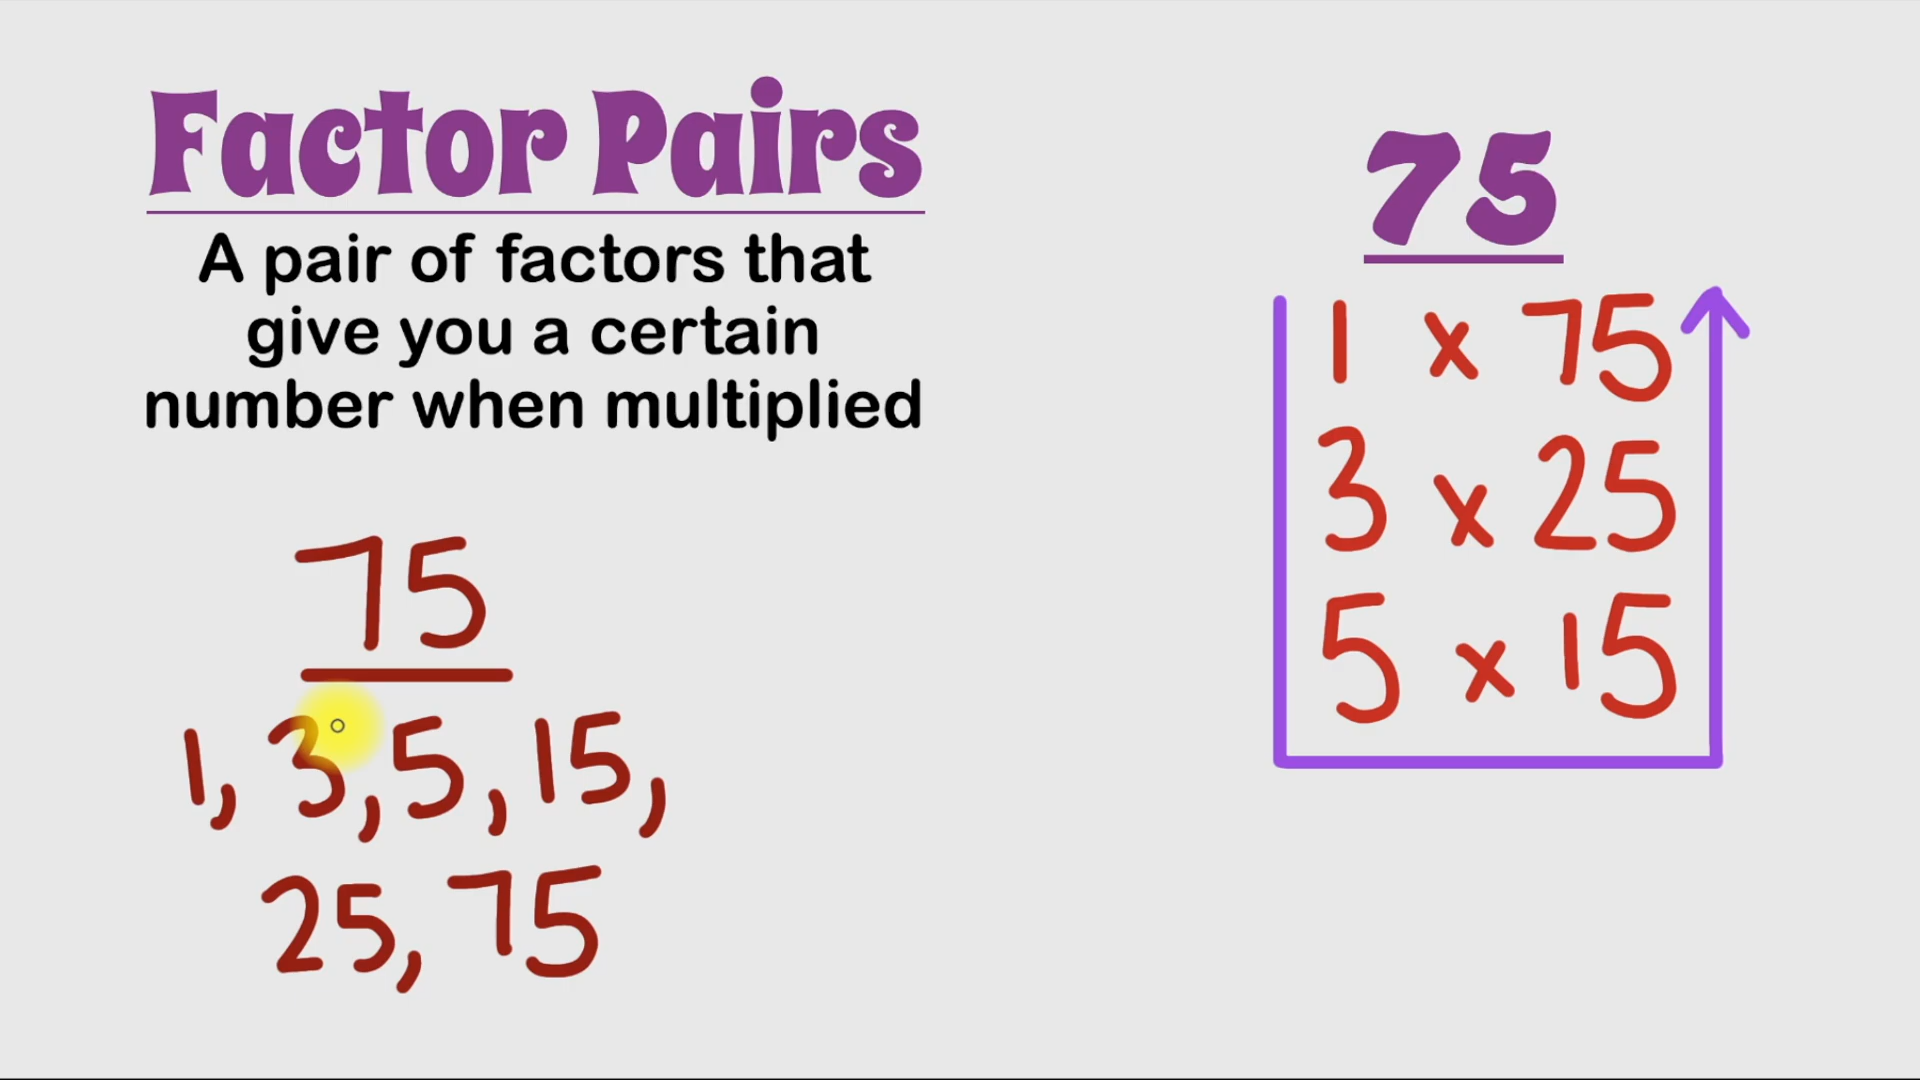 Factor Pairs
A pair of factors that
give you a certain
number when multiplied
75
1, 3, 5, 15,
25, 75
75
1 x 75
3 x 25
5 x 15